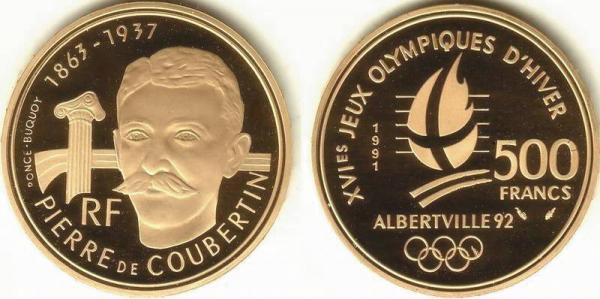 1863-1937
PONCE-BUQUOY
RF
PIERRE DE COUBERTIN
XVIes JEUX OLYMPIQUES D'HIVER
1991
500
FRANCS
ALBERTVILLE 92